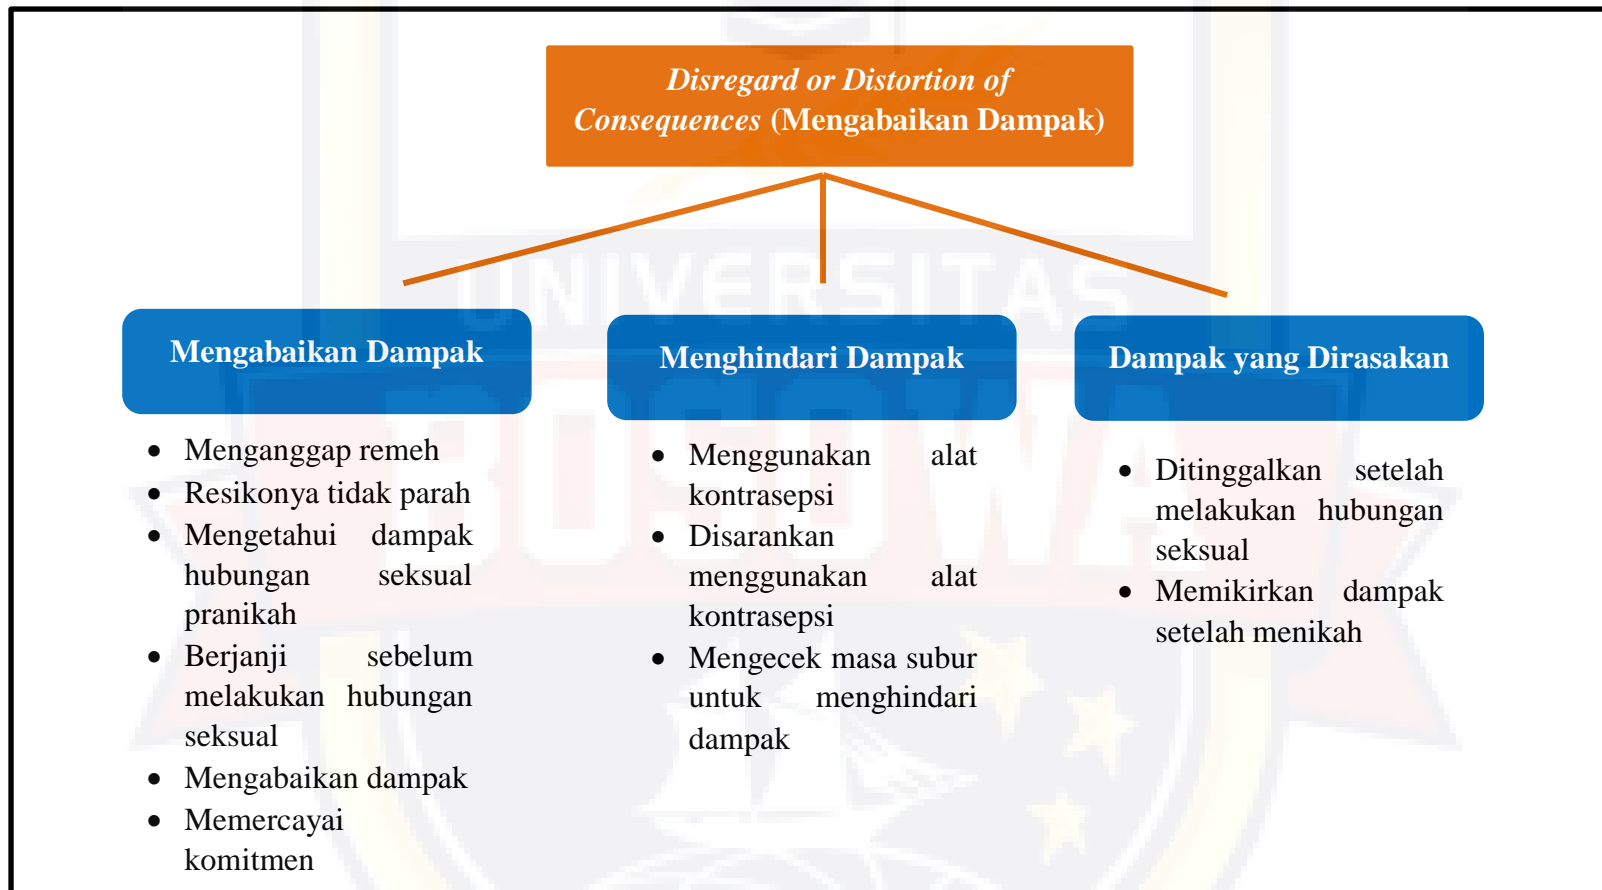 Disregard or Distortion of
Consequences (Mengabaikan Dampak)
UNIVERSITAS
BOSOWA
Mengabaikan Dampak
• Menganggap remeh
• Resikonya tidak parah
• Mengetahui dampak
hubungan seksual
pranikah
• Berjanji sebelum
melakukan hubungan
seksual
• Mengabaikan dampak
• Memercayai
komitmen
Menghindari Dampak
• Menggunakan alat
kontrasepsi
• Disarankan
menggunakan alat
kontrasepsi
• Mengecek masa subur
untuk menghindari
dampak
Dampak yang Dirasakan
• Ditinggalkan setelah
melakukan hubungan
seksual
• Memikirkan dampak
setelah menikah